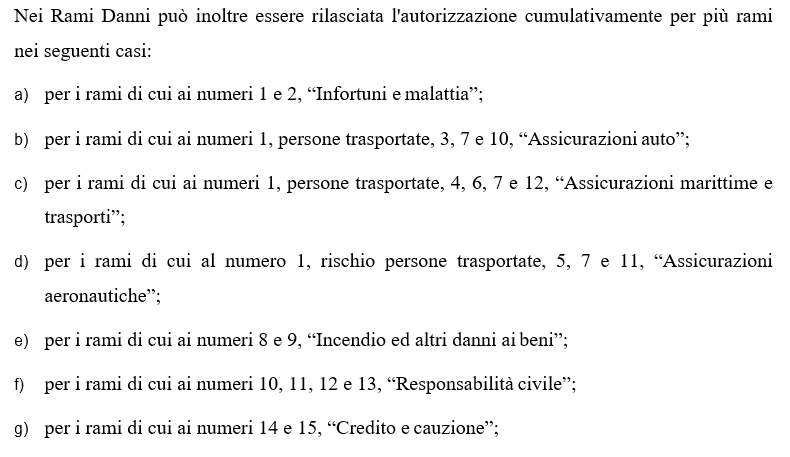 Nei Rami Danni può inoltre essere rilasciata l'autorizzazione cumulativamente per più rami
nei seguenti casi:
a) per i rami di cui ai numeri 1 e 2, “Infortuni e malattia”;
b) per i rami di cui ai numeri 1, persone trasportate, 3, 7 e 10, “Assicurazioni auto”;
c) per i rami di cui ai numeri 1, persone trasportate, 4, 6, 7 e 12, “Assicurazioni marittime e
trasporti”;
d) per i rami di cui al numero 1, rischio persone trasportate, 5, 7 e 11, “Assicurazioni
aeronautiche”;
e) per i rami di cui ai numeri 8 e 9, “Incendio ed altri danni ai beni”;
f) per i rami di cui ai numeri 10, 11, 12 e 13, “Responsabilità civile”;
g) per i rami di cui ai numeri 14 e 15, “Credito e cauzione”;